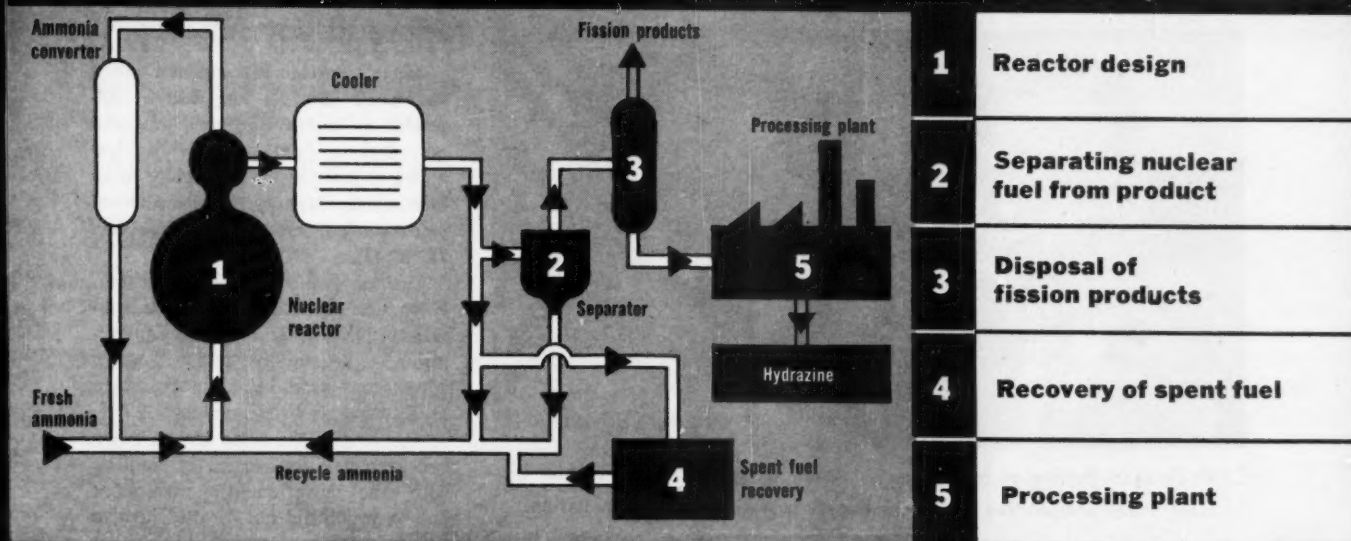 Ammonia
converter
Cooler
Fission products
Processing plant
1
Nuclear
reactor
2
Separator
3
5
Hydrazine
Fresh
ammonia
Recycle ammonia
4
Spent fuel
recovery
1 Reactor design
2 Separating nuclear
fuel from product
3 Disposal of
fission products
4 Recovery of spent fuel
5 Processing plant